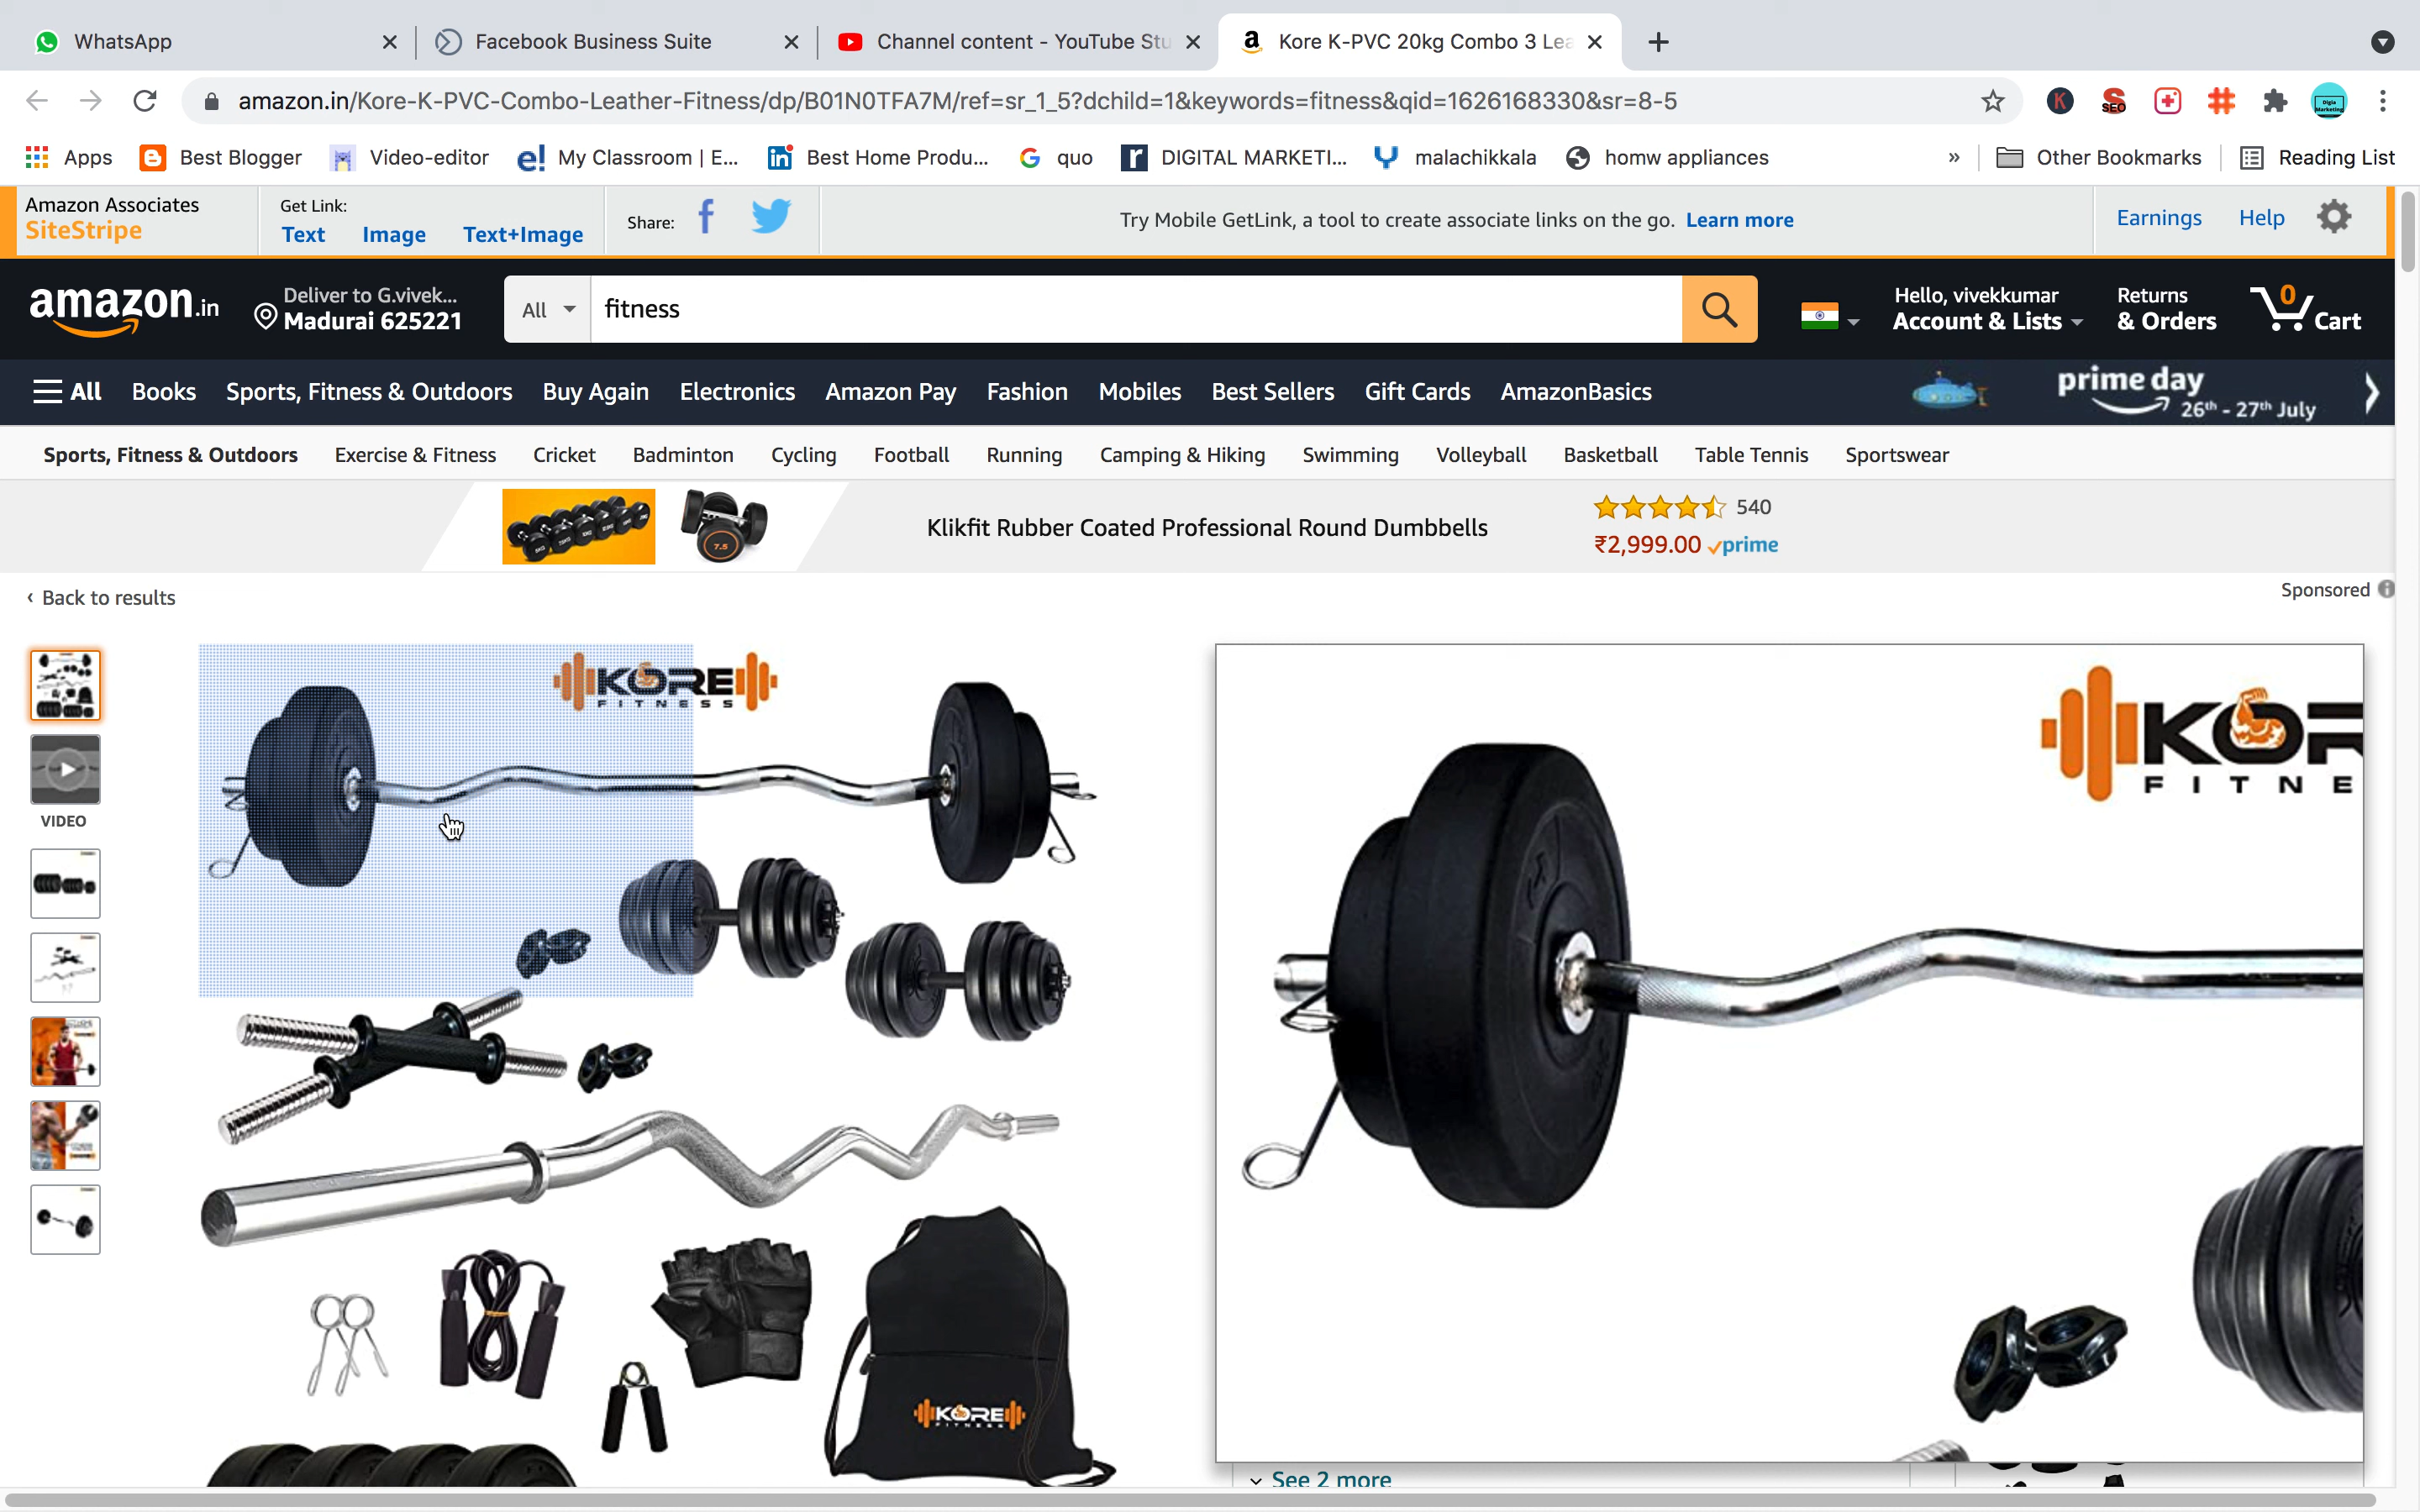 WhatsApp
Facebook Business Suite
Channel content - YouTube Stu
Kore K-PVC 20kg Combo 3 Lea
amazon.in/Kore-K-PVC-Combo-Leather-Fitness/dp/B01N0TFA7M/ref=sr_1_5?dchild=1&keywords=fitness&qid=1626168330&sr=8-5
K
SEO
Apps
Best Blogger
Video-editor
e! My Classroom | E...
in Best Home Produ...
G quo
r DIGITAL MARKETI...
malachikkala
homw appliances
»
Other Bookmarks
Reading List
Amazon Associates
SiteStripe
Get Link:
Text Image Text+Image
Share:
Try Mobile GetLink, a tool to create associate links on the go. Learn more
Earnings
Help
amazon.in
Deliver to G.vivek...
Madurai 625221
All
fitness
Hello, vivekkumar
Account & Lists
Returns
& Orders
0
Cart
All Books Sports, Fitness & Outdoors Buy Again Electronics Amazon Pay Fashion Mobiles Best Sellers Gift Cards AmazonBasics
prime day
26th - 27th July
Sports, Fitness & Outdoors Exercise & Fitness Cricket Badminton Cycling Football Running Camping & Hiking Swimming Volleyball Basketball Table Tennis Sportswear
7.5
Klikfit Rubber Coated Professional Round Dumbbells
540
₹2,999.00 prime
‹ Back to results
Sponsored
VIDEO
KORE
FITNESS
KORE
FITNESS
KOR
FITNE
See 2 more